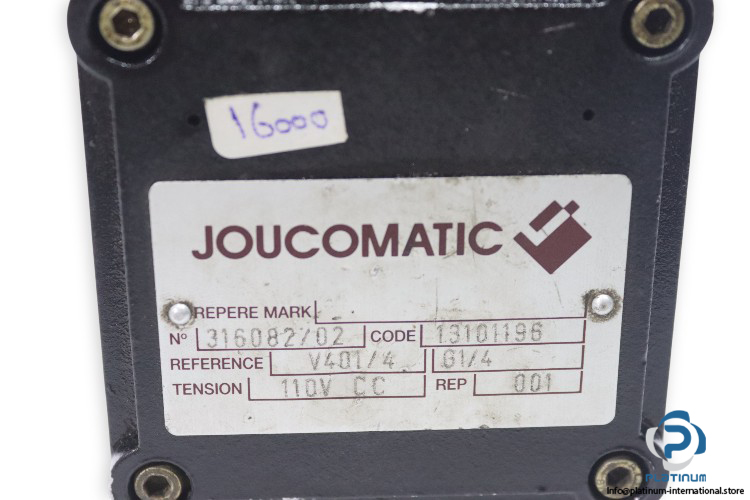 16000
JOUCOMATIC
REPERE MARK
Nº 316082/02 CODE 13101196
REFERENCE V401/4 G1/4
TENSION 110V CC REP 001
PLATINUM
info@platinum-international.store